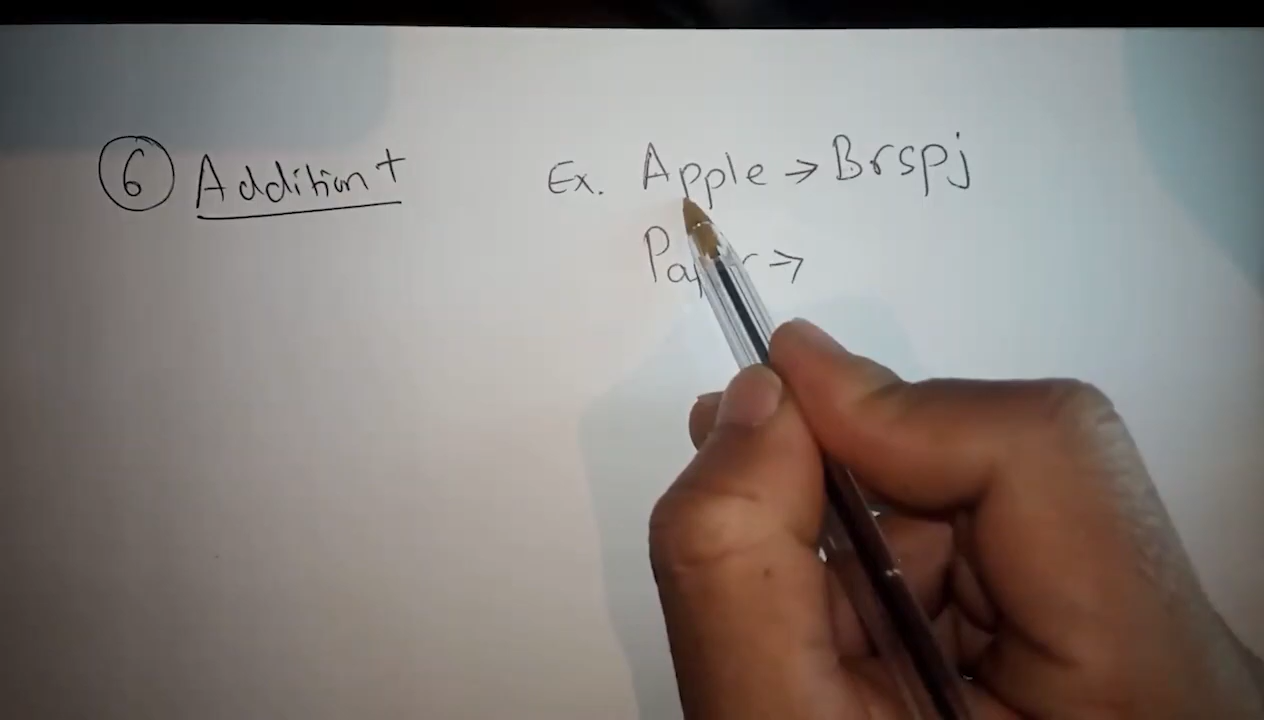 6 Addition + Ex. Apple → Brspj
→